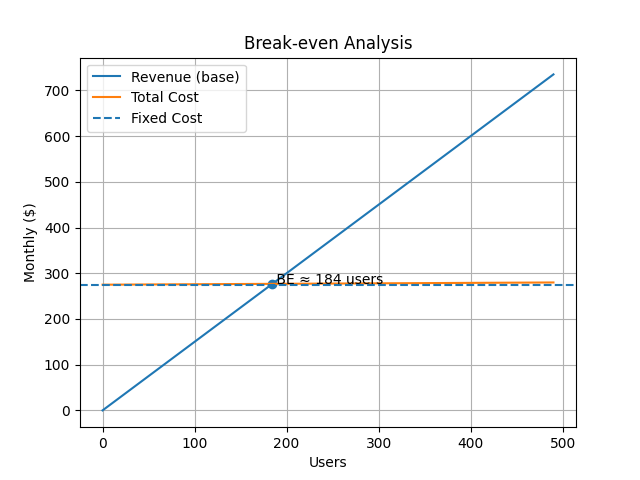 Break-even Analysis
Revenue (base)
Total Cost
Fixed Cost
Monthly ($)
700
600
500
400
300
200
100
0
BE ≈ 184 users
0 100 200 300 400 500
Users